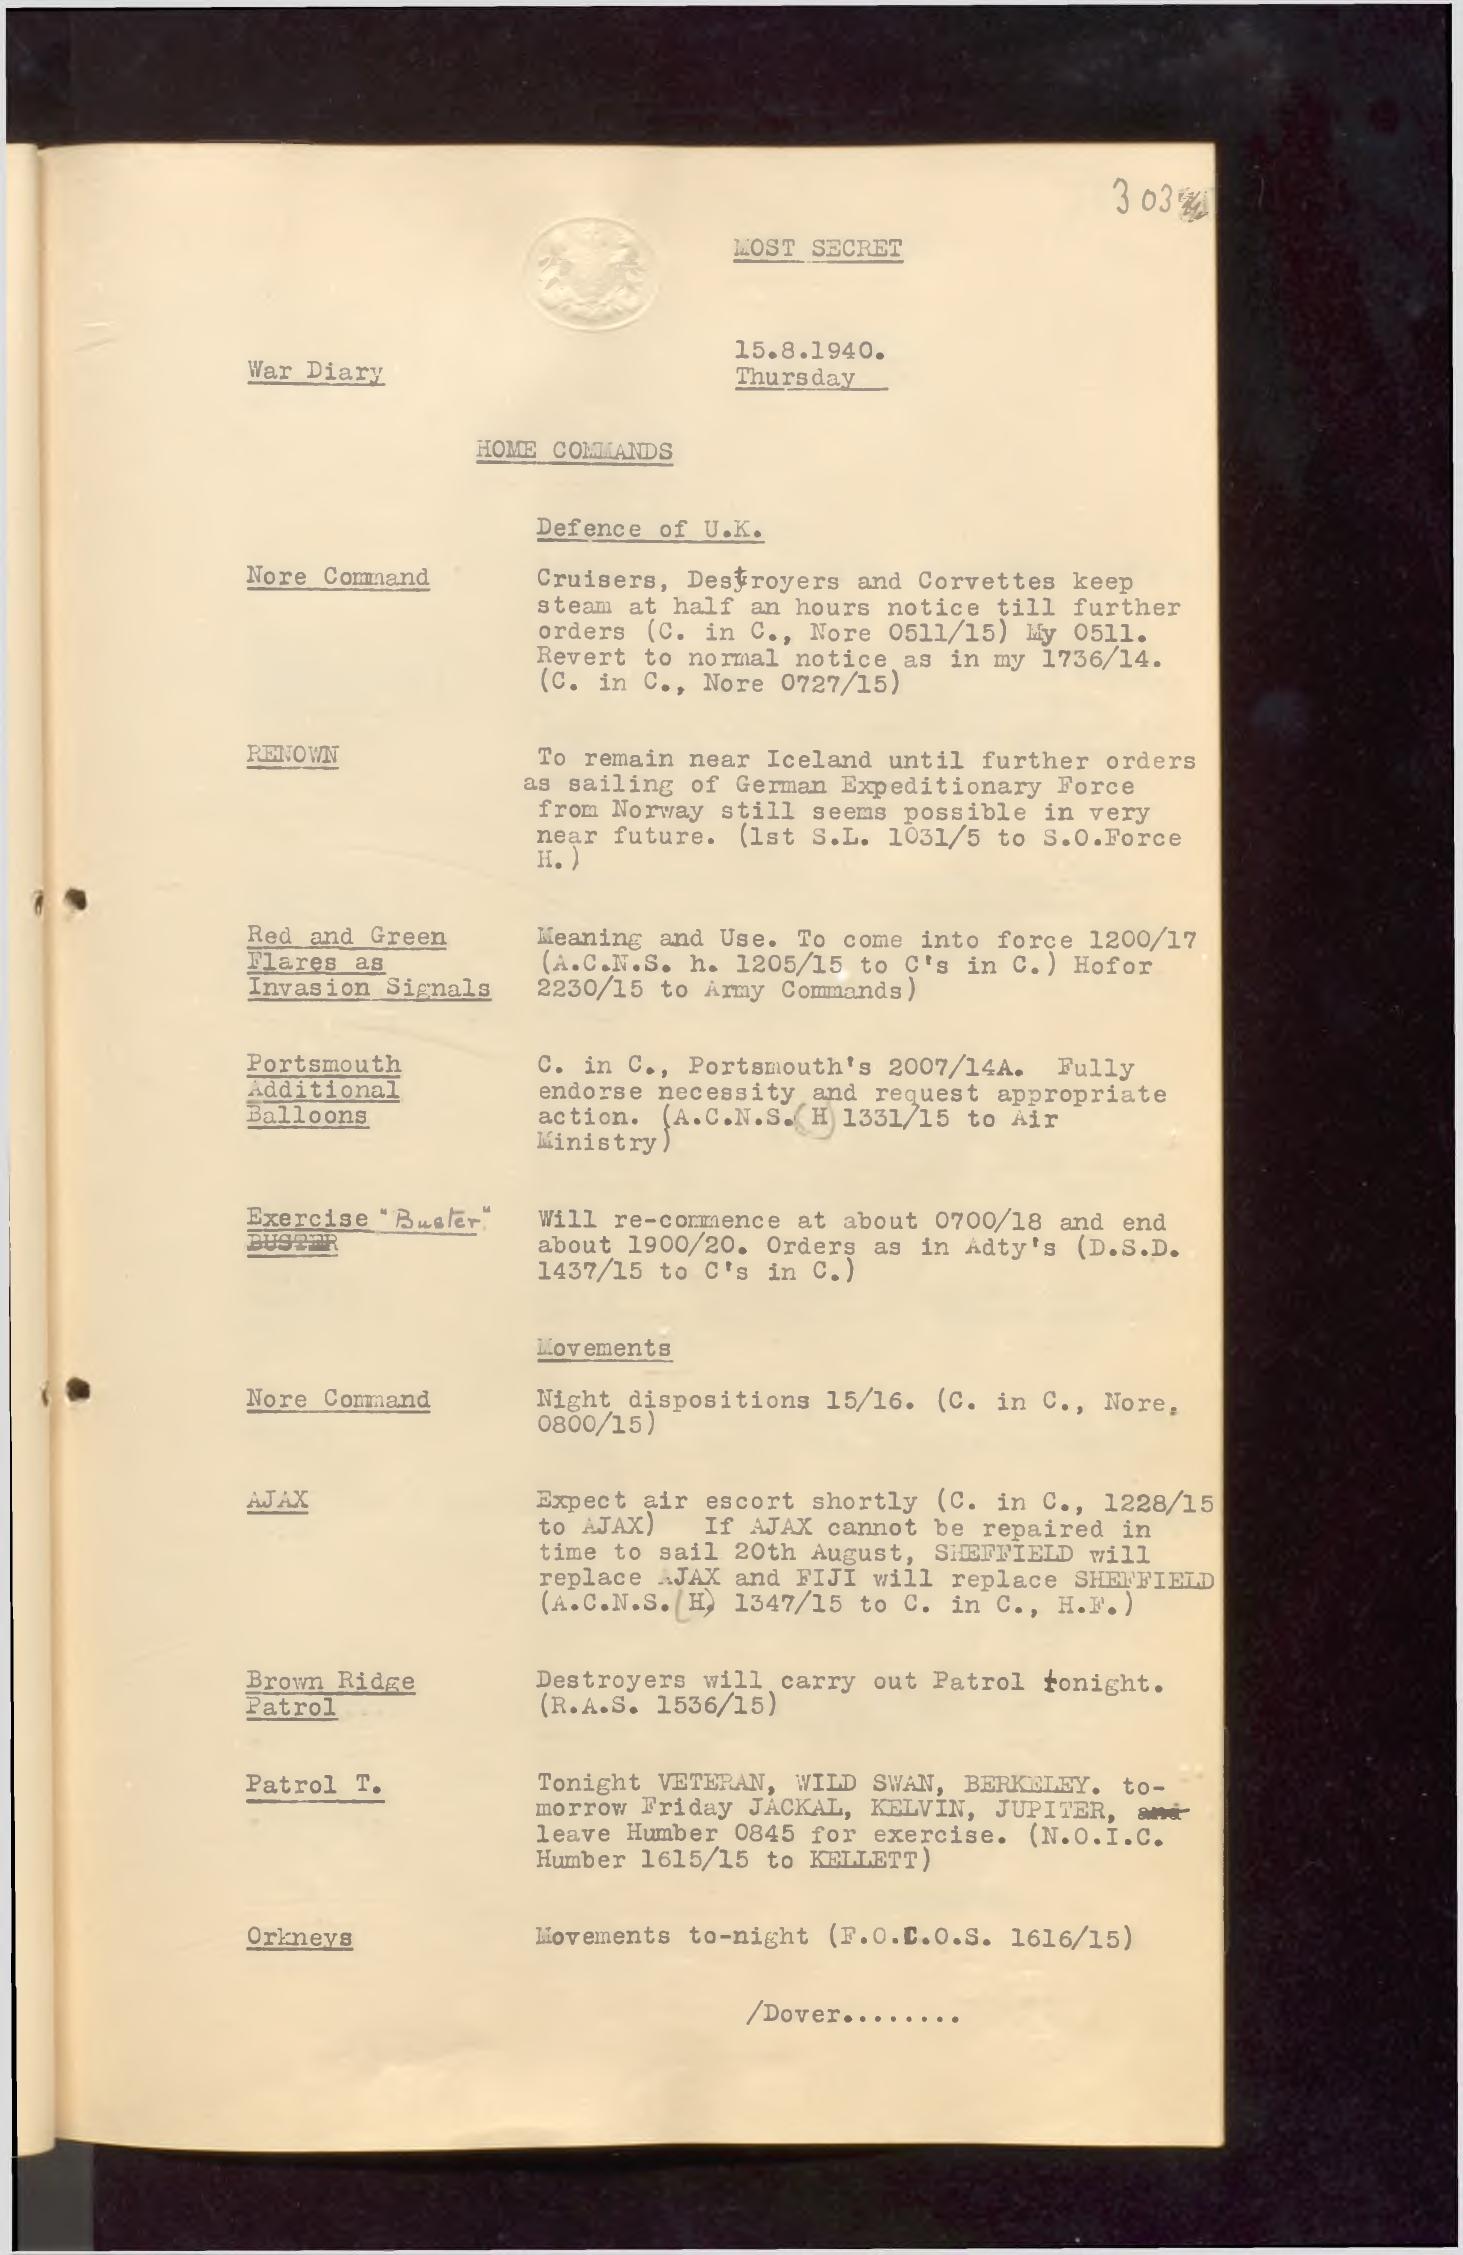 303
MOST SECRET
15.8.1940.
War Diary
Thursday
HOME COMMANDS
Defence of U.K.
Nore Command
Cruisers, Destroyers and Corvettes keep
steam at half an hours notice till further
orders (C. in C., Nore 0511/15) My 0511.
Revert to normal notice as in my 1736/14.
(C. in C., Nore 0727/15)
RENOWN
To remain near Iceland until further orders
as sailing of German Expeditionary Force
from Norway still seems possible in very
near future. (1st S.L. 1031/5 to S.O.Force
H.)
Red and Green
Flares as
Invasion Signals
Meaning and Use. To come into force 1200/17
(A.C.N.S. h. 1205/15 to C's in C.) Hofor
2230/15 to Army Commands)
Portsmouth
Additional
Balloons
C. in C., Portsmouth's 2007/14A. Fully
endorse necessity and request appropriate
action. (A.C.N.S.(H) 1331/15 to Air
Ministry)
Exercise "Buster"
BUSTER
Will re-commence at about 0700/18 and end
about 1900/20. Orders as in Adty's (D.S.D.
1437/15 to C's in C.)
Movements
Nore Command
Night dispositions 15/16. (C. in C., Nore,
0800/15)
AJAX
Expect air escort shortly (C. in C., 1228/15
to AJAX) If AJAX cannot be repaired in
time to sail 20th August, SHEFFIELD will
replace AJAX and FIJI will replace SHEFFIELD
(A.C.N.S.(H) 1347/15 to C. in C., H.F.)
Brown Ridge
Patrol
Destroyers will carry out Patrol tonight.
(R.A.S. 1536/15)
Patrol T.
Tonight VETERAN, WILD SWAN, BERKELEY. to-
morrow Friday JACKAL, KELVIN, JUPITER, and
leave Humber 0845 for exercise. (N.O.I.C.
Humber 1615/15 to KELLETT)
Orkneys
Movements to-night (F.O.C.O.S. 1616/15)
/Dover........